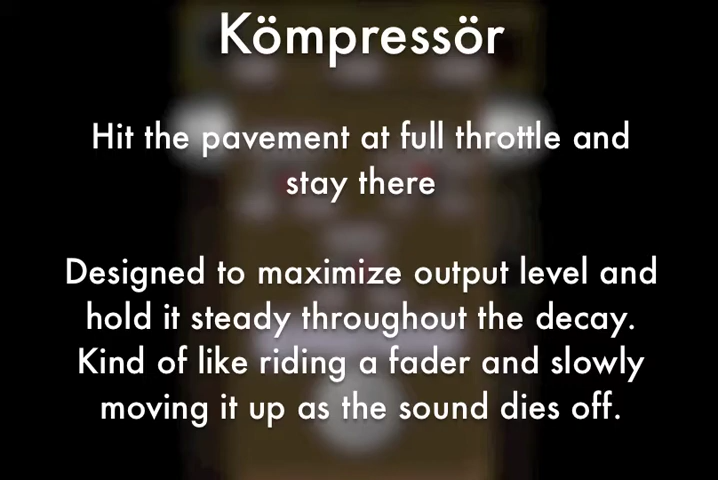 Kömpressör
Hit the pavement at full throttle and
stay there
Designed to maximize output level and
hold it steady throughout the decay.
Kind of like riding a fader and slowly
moving it up as the sound dies off.